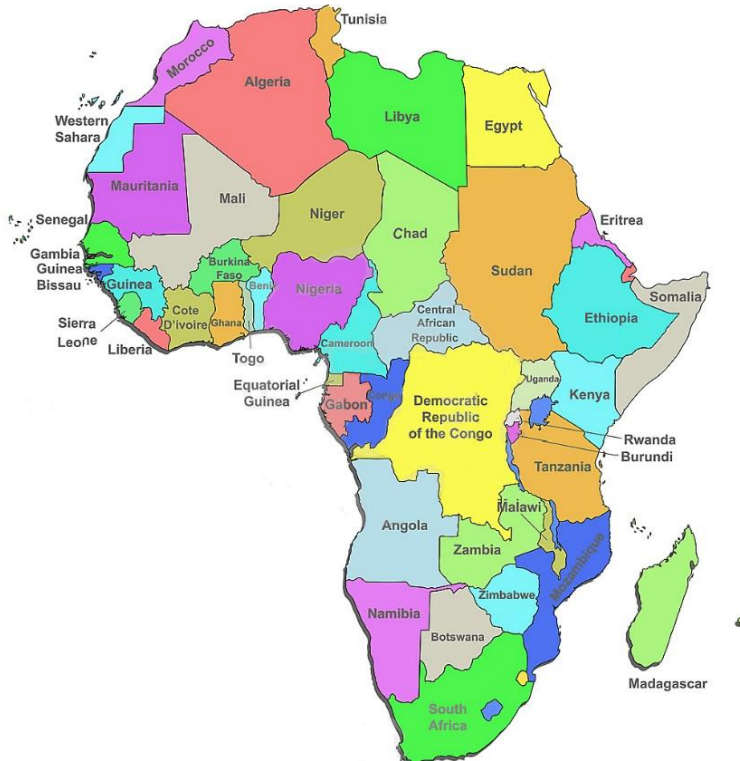 Tunisia
Morocco
Algeria
Libya
Egypt
Western
Sahara
Mauritania
Mali
Niger
Chad
Sudan
Eritrea
Senegal
Gambia
Guinea
Bissau
Guinea
Burkina
Faso
Beni
Nigeria
Somalia
Ethiopia
Central
African
Republic
Sierra
Leone
Liberia
Cote
D'ivoire
Ghana
Togo
Cameroon
Equatorial
Guinea
Gabon
Congo
Democratic
Republic
of the Congo
Uganda
Kenya
Rwanda
Burundi
Tanzania
Angola
Malawi
Zambia
Mozambique
Zimbabwe
Namibia
Botswana
Madagascar
South
Africa